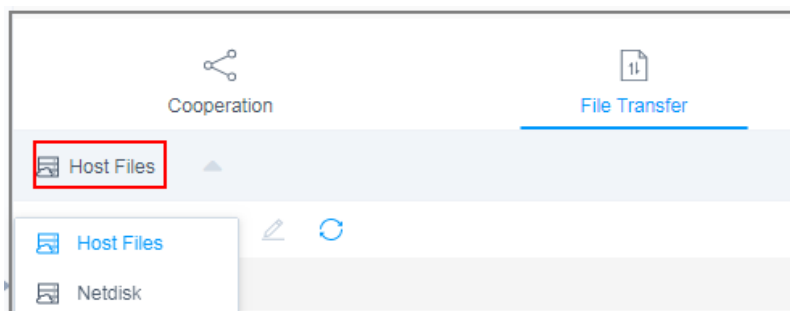 Cooperation
File Transfer
Host Files
Host Files
Netdisk